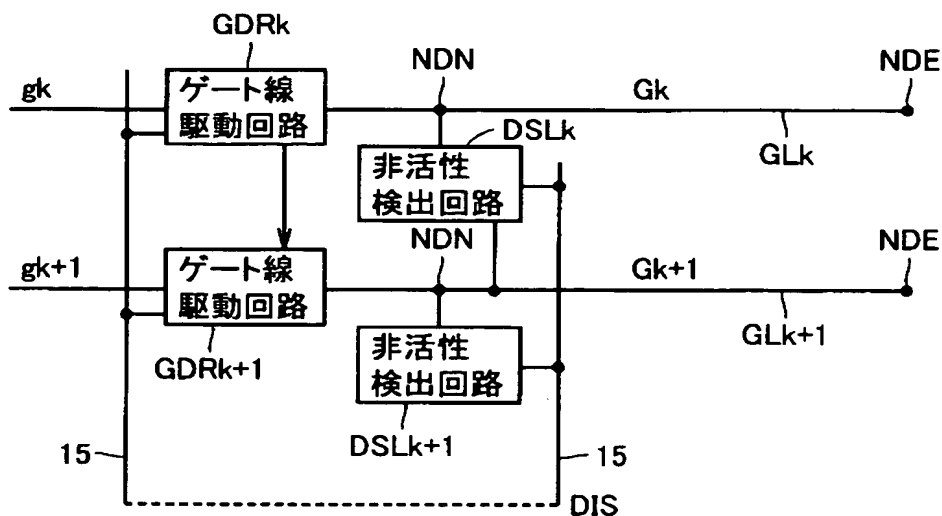 GDRk
NDN
NDE
gk
ゲート線
駆動回路
Gk
DSLk
GLk
非活性
検出回路
NDN
NDE
gk+1
ゲート線
駆動回路
Gk+1
GLk+1
GDRk+1
非活性
検出回路
DSLk+1
15
15
DIS